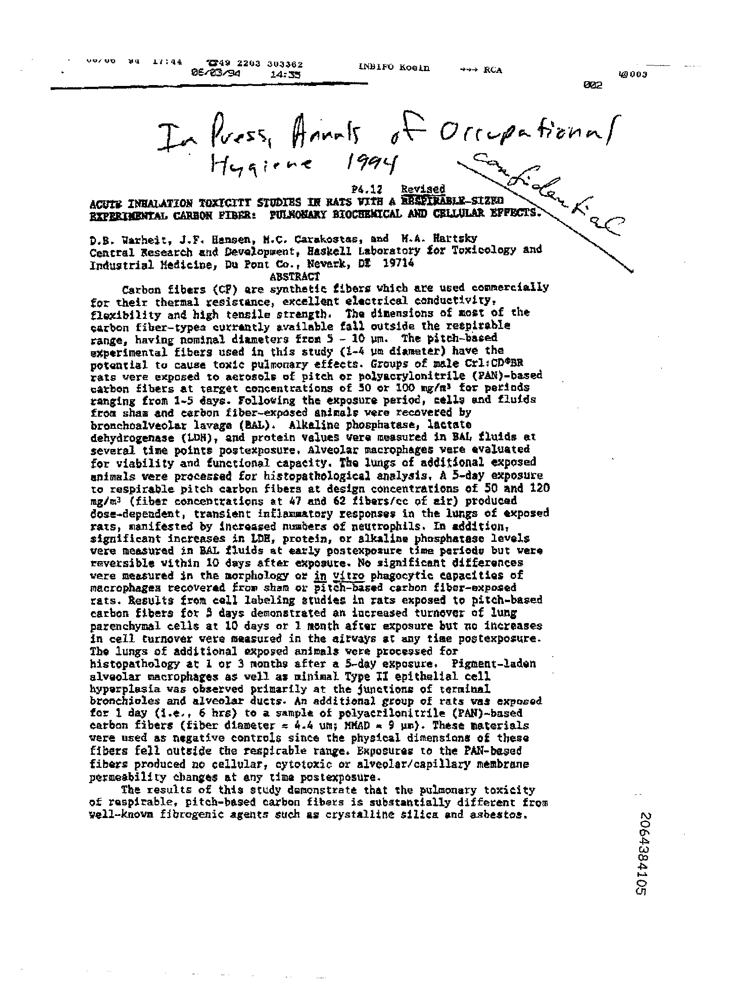 06/06 94 17:44 ☎49 2203 303362 INBIFO Koeln →→→ RCA 003
05/03/94 14:35 002
In Press, Annals of Occupational
Hygiene 1994
Confidential
P4.12 Revised
ACUTE INHALATION TOXICITY STUDIES IN RATS WITH A RESPIRABLE-SIZED
EXPERIMENTAL CARBON FIBER: PULMONARY BIOCHEMICAL AND CELLULAR EFFECTS.
D.B. Warheit, J.F. Hansen, M.C. Carakostas, and M.A. Hartsky
Central Research and Development, Haskell Laboratory for Toxicology and
Industrial Medicine, Du Pont Co., Newark, DE 19714
ABSTRACT
Carbon fibers (CF) are synthetic fibers which are used commercially
for their thermal resistance, excellent electrical conductivity,
flexibility and high tensile strength. The dimensions of most of the
carbon fiber-types currently available fall outside the respirable
range, having nominal diameters from 5 - 10 µm. The pitch-based
experimental fibers used in this study (1-4 µm diameter) have the
potential to cause toxic pulmonary effects. Groups of male Crl:CD®BR
rats were exposed to aerosols of pitch or polyacrylonitrile (PAN)-based
carbon fibers at target concentrations of 50 or 100 mg/m³ for periods
ranging from 1-5 days. Following the exposure period, cells and fluids
from sham and carbon fiber-exposed animals were recovered by
bronchoalveolar lavage (BAL). Alkaline phosphatase, lactate
dehydrogenase (LDH), and protein values were measured in BAL fluids at
several time points postexposure. Alveolar macrophages were evaluated
for viability and functional capacity. The lungs of additional exposed
animals were processed for histopathological analysis. A 5-day exposure
to respirable pitch carbon fibers at design concentrations of 50 and 120
mg/m³ (fiber concentrations at 47 and 62 fibers/cc of air) produced
dose-dependent, transient inflammatory responses in the lungs of exposed
rats, manifested by increased numbers of neutrophils. In addition,
significant increases in LDH, protein, or alkaline phosphatase levels
were measured in BAL fluids at early postexposure time periods but were
reversible within 10 days after exposure. No significant differences
were measured in the morphology or in vitro phagocytic capacities of
macrophages recovered from sham or pitch-based carbon fiber-exposed
rats. Results from cell labeling studies in rats exposed to pitch-based
carbon fibers for 5 days demonstrated an increased turnover of lung
parenchymal cells at 10 days or 1 month after exposure but no increases
in cell turnover were measured in the airways at any time postexposure.
The lungs of additional exposed animals were processed for
histopathology at 1 or 3 months after a 5-day exposure. Pigment-laden
alveolar macrophages as well as minimal Type II epithelial cell
hyperplasia was observed primarily at the junctions of terminal
bronchioles and alveolar ducts. An additional group of rats was exposed
for 1 day (i.e., 6 hrs) to a sample of polyacrilonitrile (PAN)-based
carbon fibers (fiber diameter = 4.4 um; MMAD = 9 µm). These materials
were used as negative controls since the physical dimensions of these
fibers fell outside the respirable range. Exposures to the PAN-based
fibers produced no cellular, cytotoxic or alveolar/capillary membrane
permeability changes at any time postexposure.
The results of this study demonstrate that the pulmonary toxicity
of respirable, pitch-based carbon fibers is substantially different from
well-known fibrogenic agents such as crystalline silica and asbestos.
2064384105